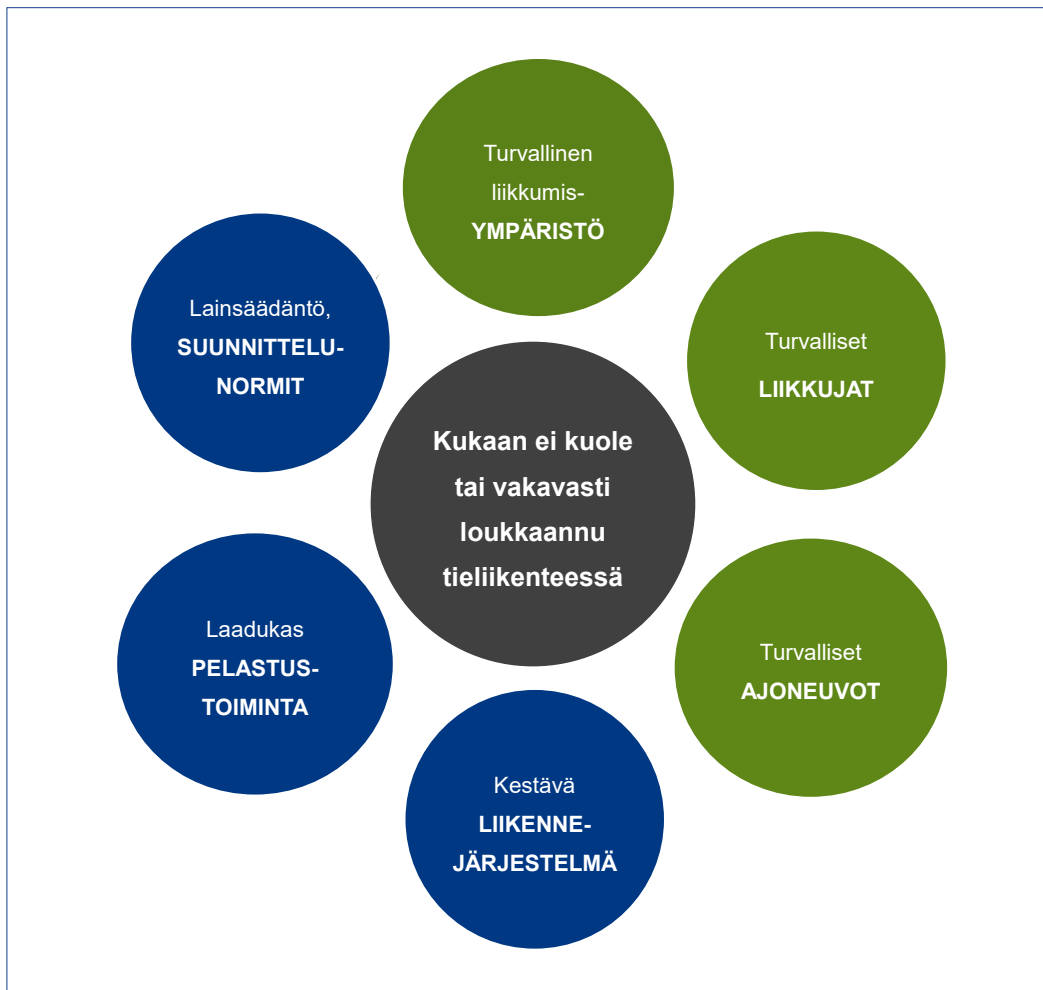 Turvallinen
liikkumis-
YMPÄRISTÖ
Turvalliset
LIIKKUJAT
Turvalliset
AJONEUVOT
Kestävä
LIIKENNE-
JÄRJESTELMÄ
Laadukas
PELASTUS-
TOIMINTA
Lainsäädäntö,
SUUNNITTELU-
NORMIT
Kukaan ei kuole
tai vakavasti
loukkaannu
tieliikenteessä